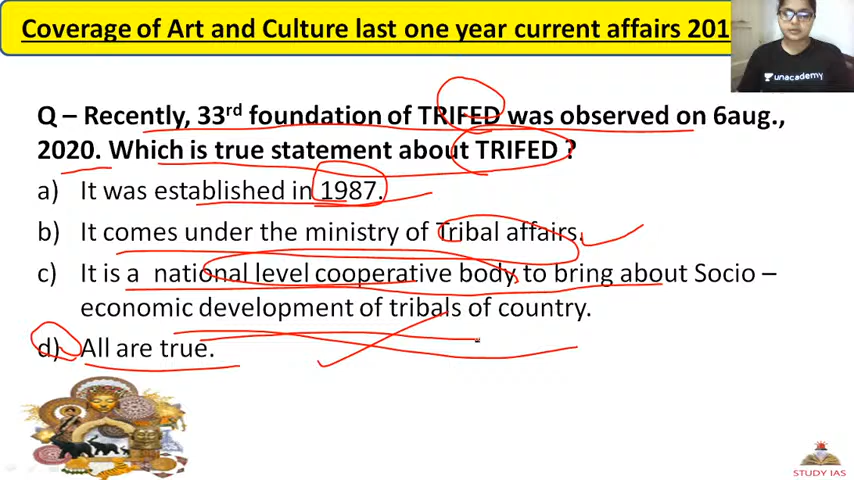 Coverage of Art and Culture last one year current affairs 201
unacademy
Q – Recently, 33rd foundation of TRIFED was observed on 6aug.,
2020. Which is true statement about TRIFED ?
a) It was established in 1987.
b) It comes under the ministry of Tribal affairs.
c) It is a national level cooperative body to bring about Socio –
economic development of tribals of country.
d) All are true.
STUDY IAS